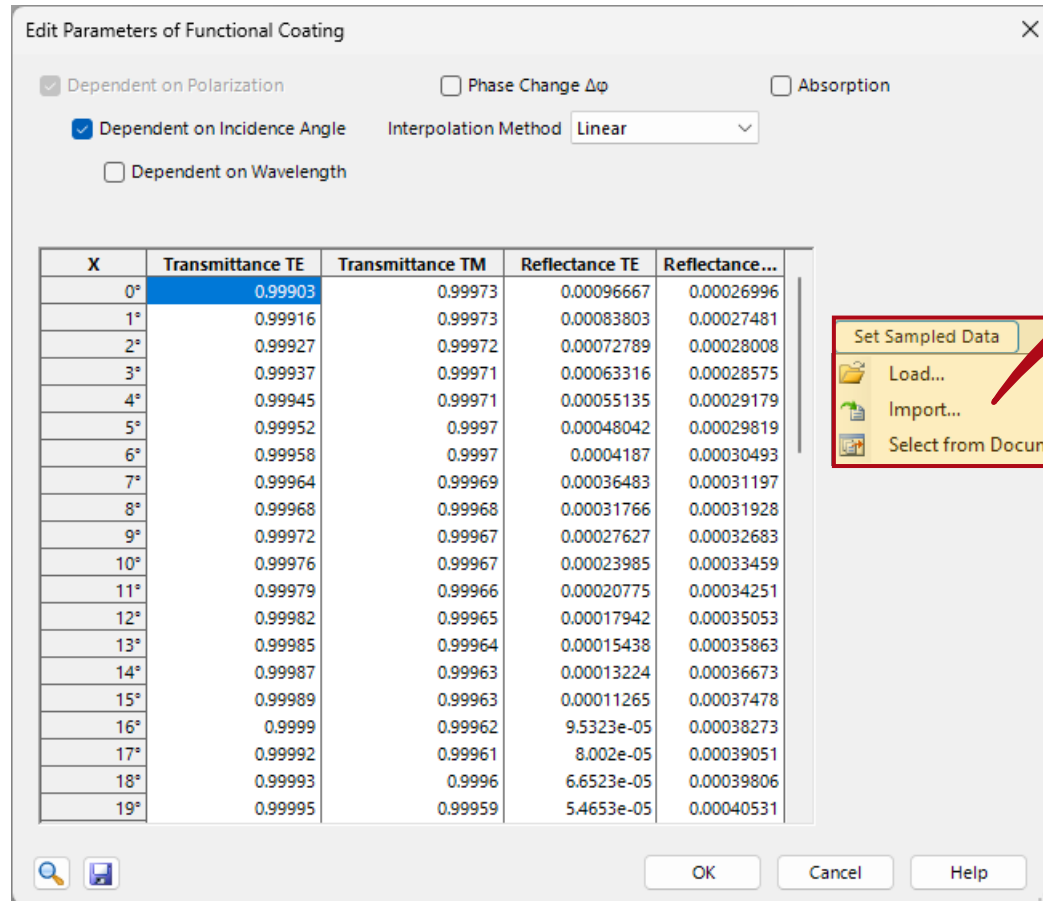 Edit Parameters of Functional Coating
Dependent on Polarization Phase Change Δφ Absorption
Dependent on Incidence Angle Interpolation Method Linear
Dependent on Wavelength
X Transmittance TE Transmittance TM Reflectance TE Reflectance...
0° 0.99903 0.99973 0.00096667 0.00026996
1° 0.99916 0.99973 0.00083803 0.00027481
2° 0.99927 0.99972 0.00072789 0.00028008
3° 0.99937 0.99971 0.00063316 0.00028575
4° 0.99945 0.99971 0.00055135 0.00029179
5° 0.99952 0.9997 0.00048042 0.00029819
6° 0.99958 0.9997 0.0004187 0.00030493
7° 0.99964 0.99969 0.00036483 0.00031197
8° 0.99968 0.99968 0.00031766 0.00031928
9° 0.99972 0.99967 0.00027627 0.00032683
10° 0.99976 0.99967 0.00023985 0.00033459
11° 0.99979 0.99966 0.00020775 0.00034251
12° 0.99982 0.99965 0.00017942 0.00035053
13° 0.99985 0.99964 0.00015438 0.00035863
14° 0.99987 0.99963 0.00013224 0.00036673
15° 0.99989 0.99963 0.00011265 0.00037478
16° 0.9999 0.99962 9.5323e-05 0.00038273
17° 0.99992 0.99961 8.002e-05 0.00039051
18° 0.99993 0.9996 6.6523e-05 0.00039806
19° 0.99995 0.99959 5.4653e-05 0.00040531
Set Sampled Data
Load...
Import...
Select from
OK Cancel Help